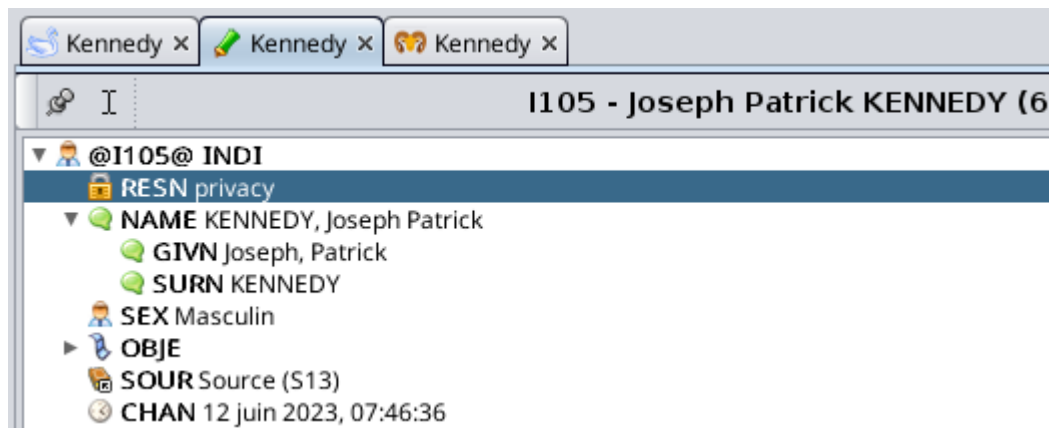 Kennedy × Kennedy × Kennedy ×
I105 - Joseph Patrick KENNEDY (6
@I105@ INDI
RESN privacy
NAME KENNEDY, Joseph Patrick
GIVN Joseph, Patrick
SURN KENNEDY
SEX Masculin
OBJE
SOUR Source (S13)
CHAN 12 juin 2023, 07:46:36